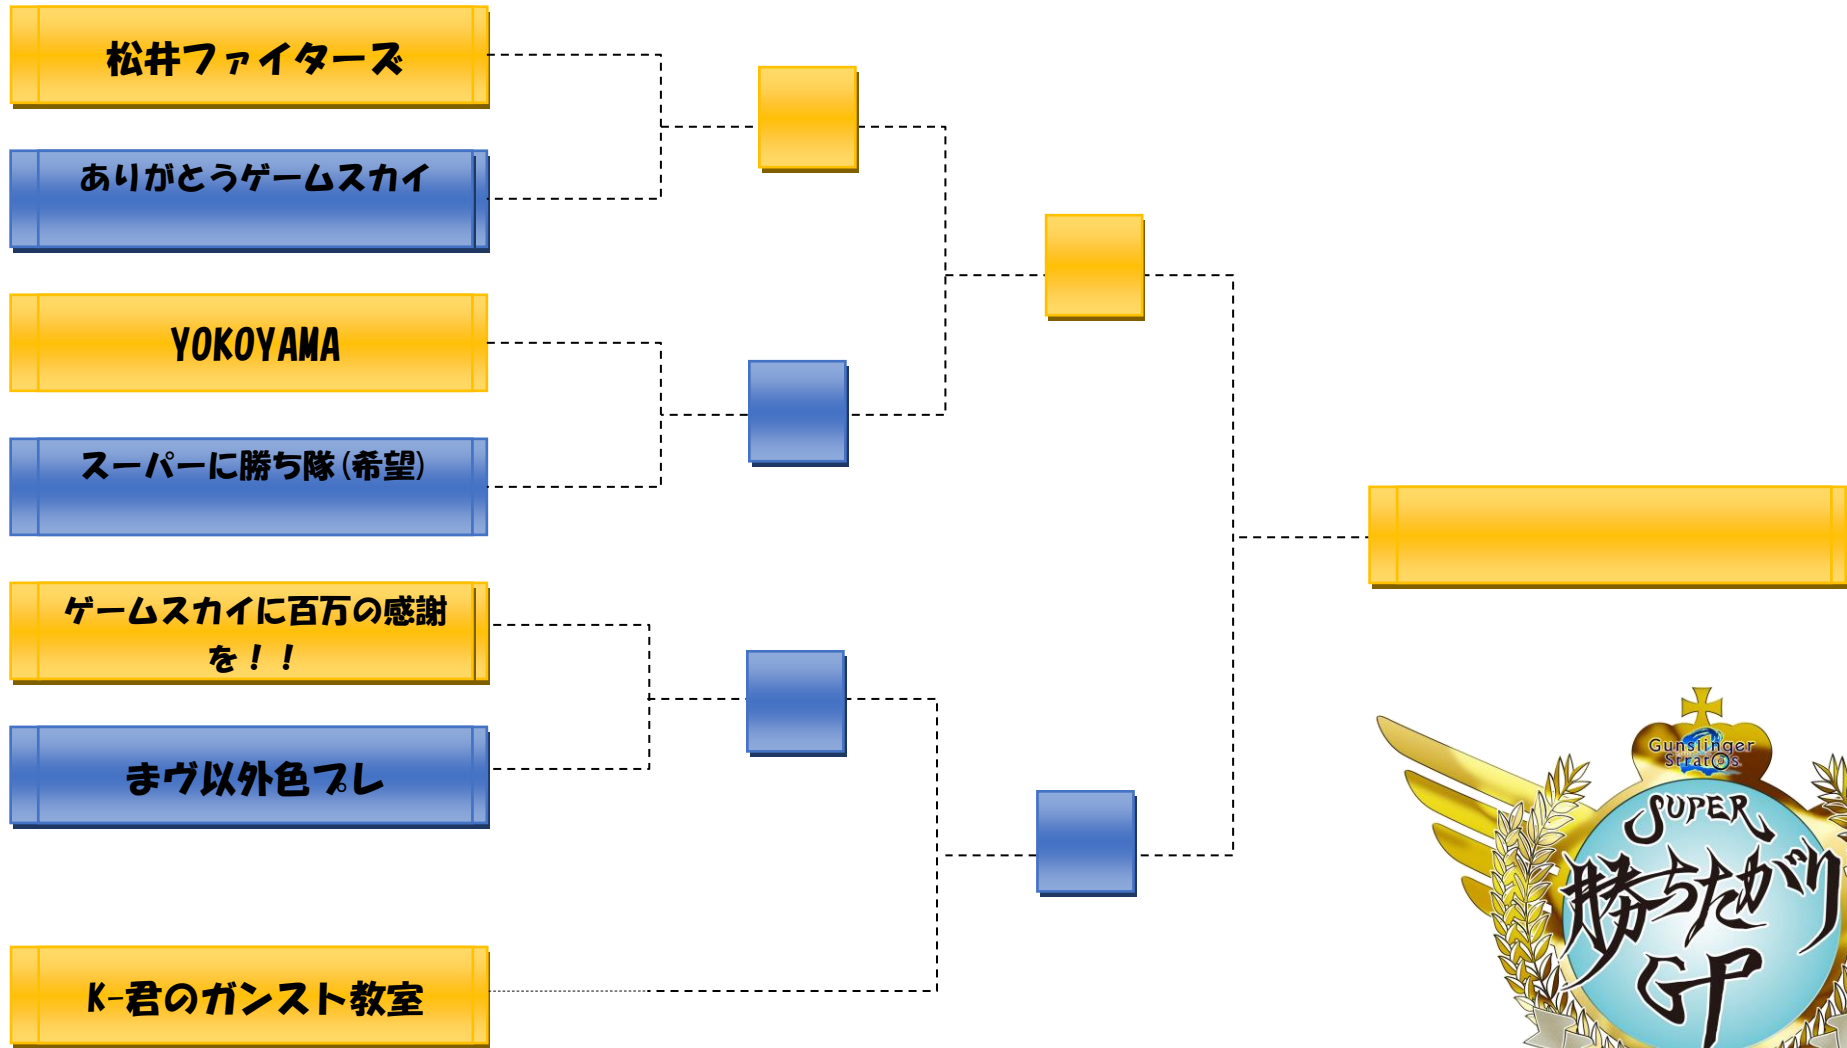 松井ファイターズ
ありがとうゲームスカイ
YOKOYAMA
スーパーに勝ち隊(希望)
ゲームスカイに百万の感謝
を！！
まヴ以外色プレ
K-君のガンスト教室
Gunslinger
Stratos
2
SUPER
勝ちたがり
GP